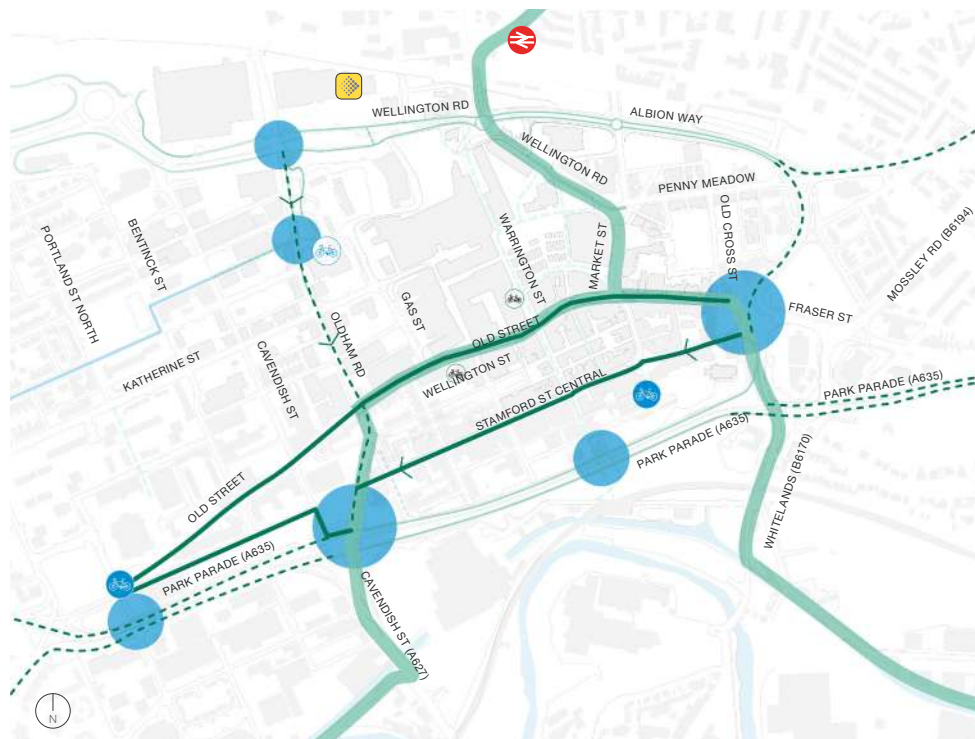 WELLINGTON RD
ALBION WAY
WELLINGTON RD
PENNY MEADOW
OLD CROSS ST
MOSSLEY RD (B6194)
PORTLAND ST NORTH
BENTINCK ST
WARRINGTON ST
MARKET ST
GAS ST
OLDHAM RD
FRASER ST
OLD STREET
KATHERINE ST
CAVENDISH ST
WELLINGTON ST
STAMFORD ST CENTRAL
PARK PARADE (A635)
PARK PARADE (A635)
OLD STREET
WHITELANDS (B6170)
PARK PARADE (A635)
CAVENDISH ST (A627)
N